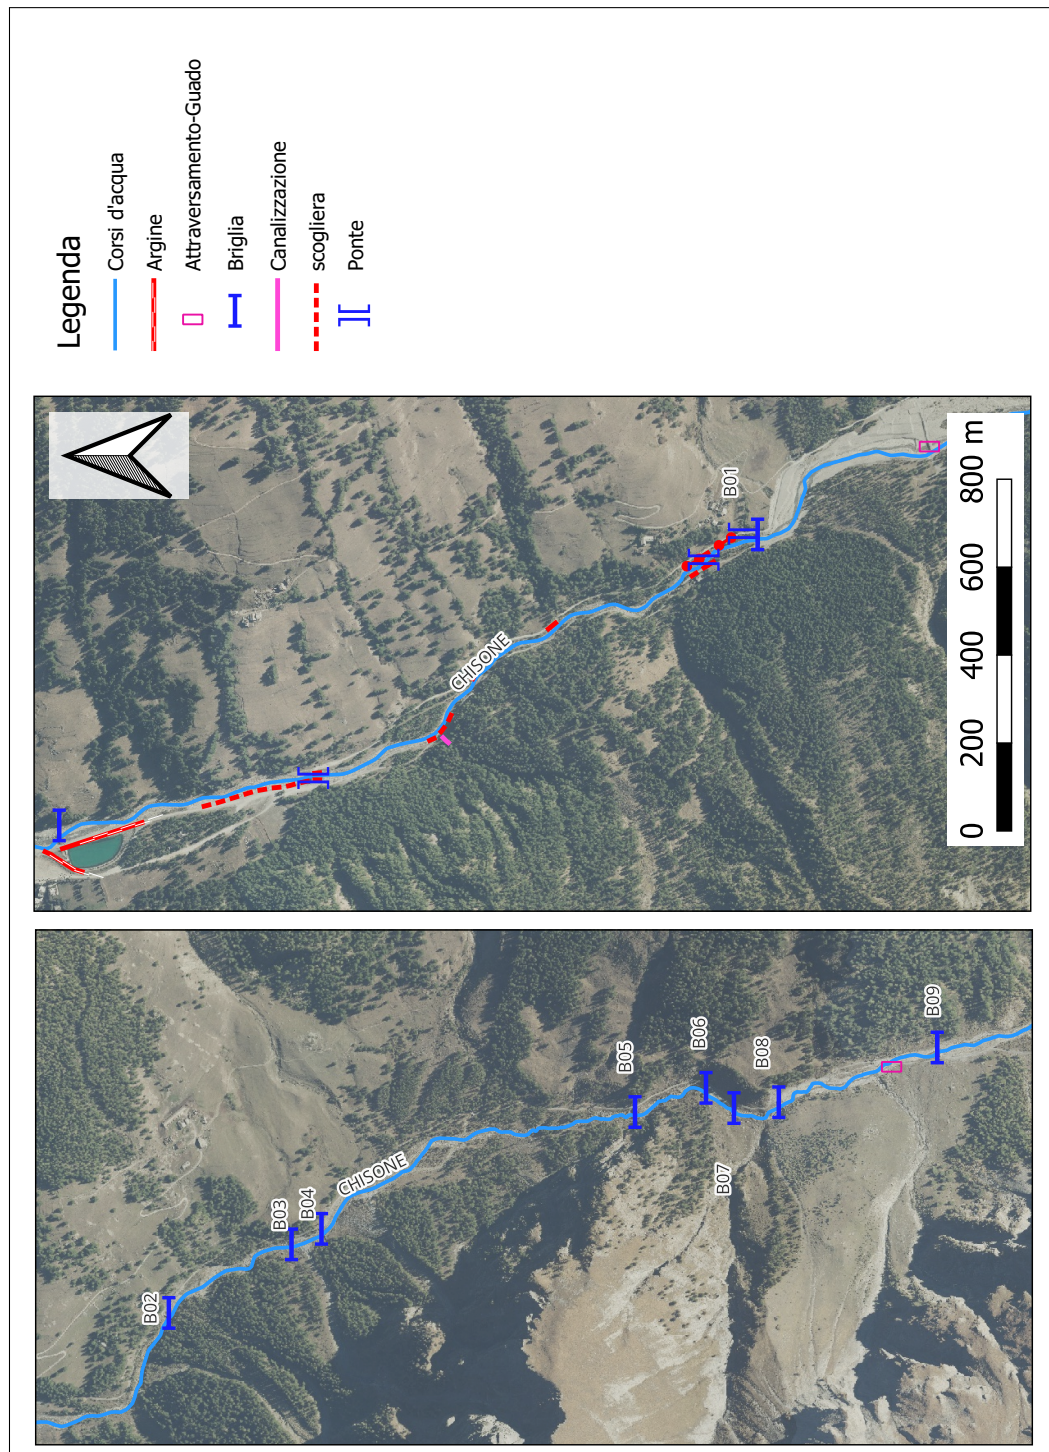 Legenda
Corsi d'acqua
Argine
Attraversamento-Guado
Briglia
Canalizzazione
scogliera
Ponte
CHISONE
B01
0 200 400 600 800 m
B02
B03
B04
CHISONE
B05
B06
B07
B08
B09